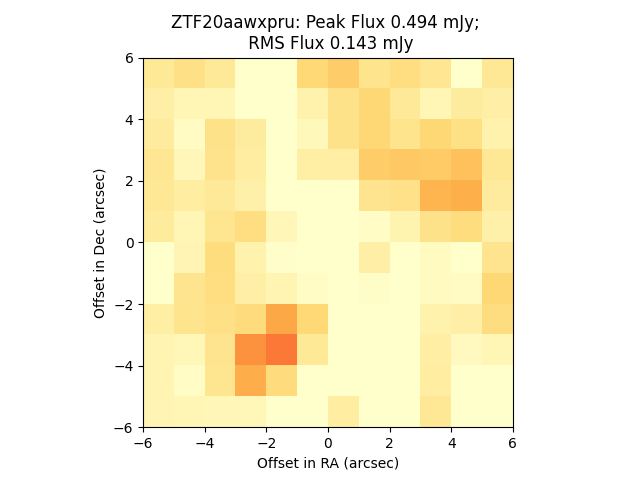 ZTF20aawxpru: Peak Flux 0.494 mJy;
RMS Flux 0.143 mJy
6
4
2
0
−2
−4
−6
Offset in Dec (arcsec)
−6 −4 −2 0 2 4 6
Offset in RA (arcsec)